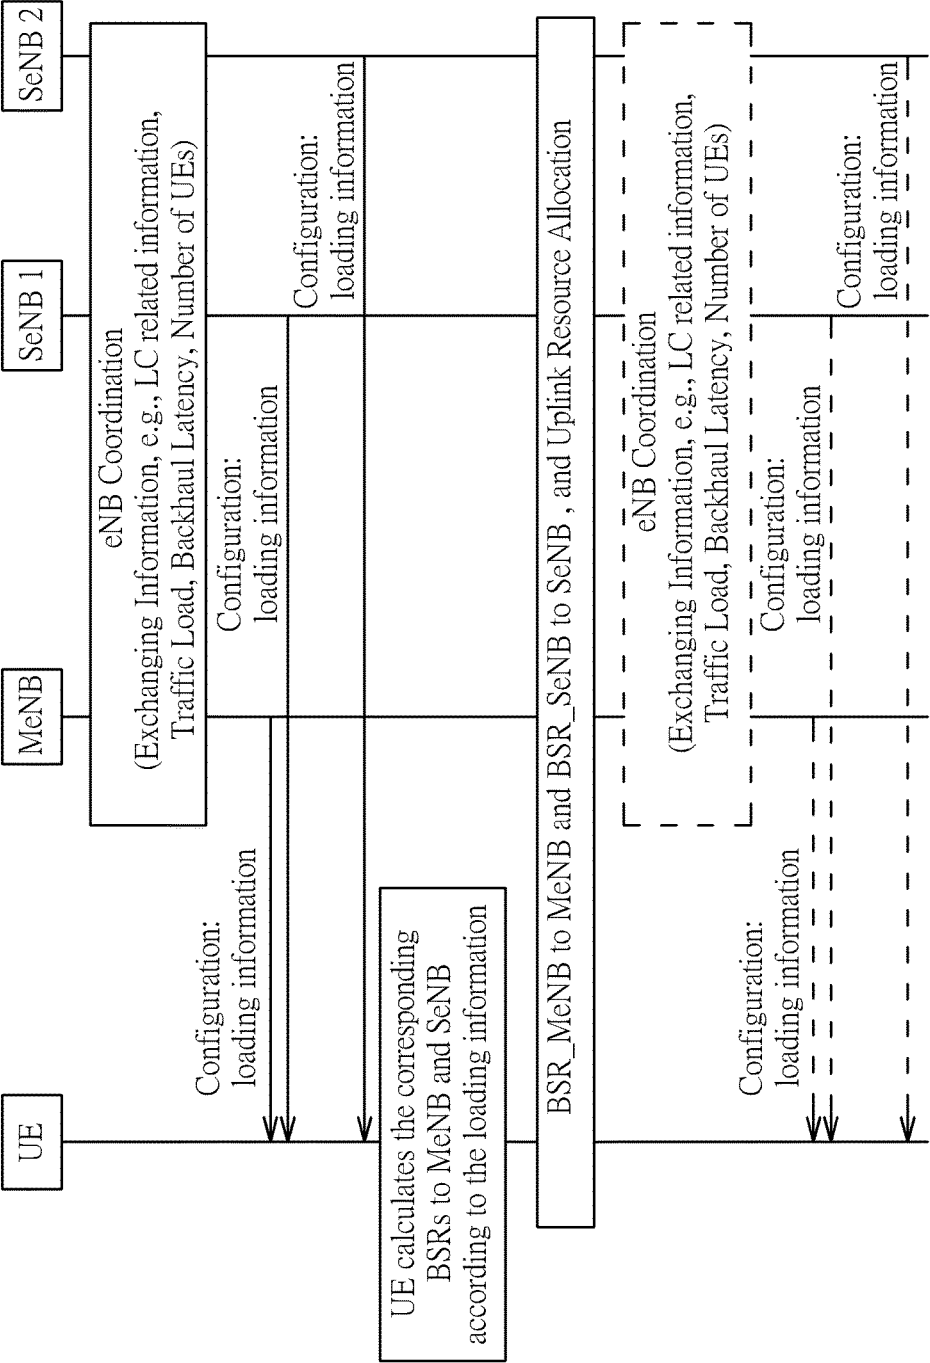 UE
MeNB
SeNB 1
SeNB 2
eNB Coordination
(Exchanging Information, e.g., LC related information,
Traffic Load, Backhaul Latency, Number of UEs)
Configuration:
loading information
Configuration:
loading information
Configuration:
loading information
UE calculates the corresponding
BSRs to MeNB and SeNB
according to the loading information
BSR_MeNB to MeNB and BSR_SeNB to SeNB , and Uplink Resource Allocation
eNB Coordination
(Exchanging Information, e.g., LC related information,
Traffic Load, Backhaul Latency, Number of UEs)
Configuration:
loading information
Configuration:
loading information
Configuration:
loading information